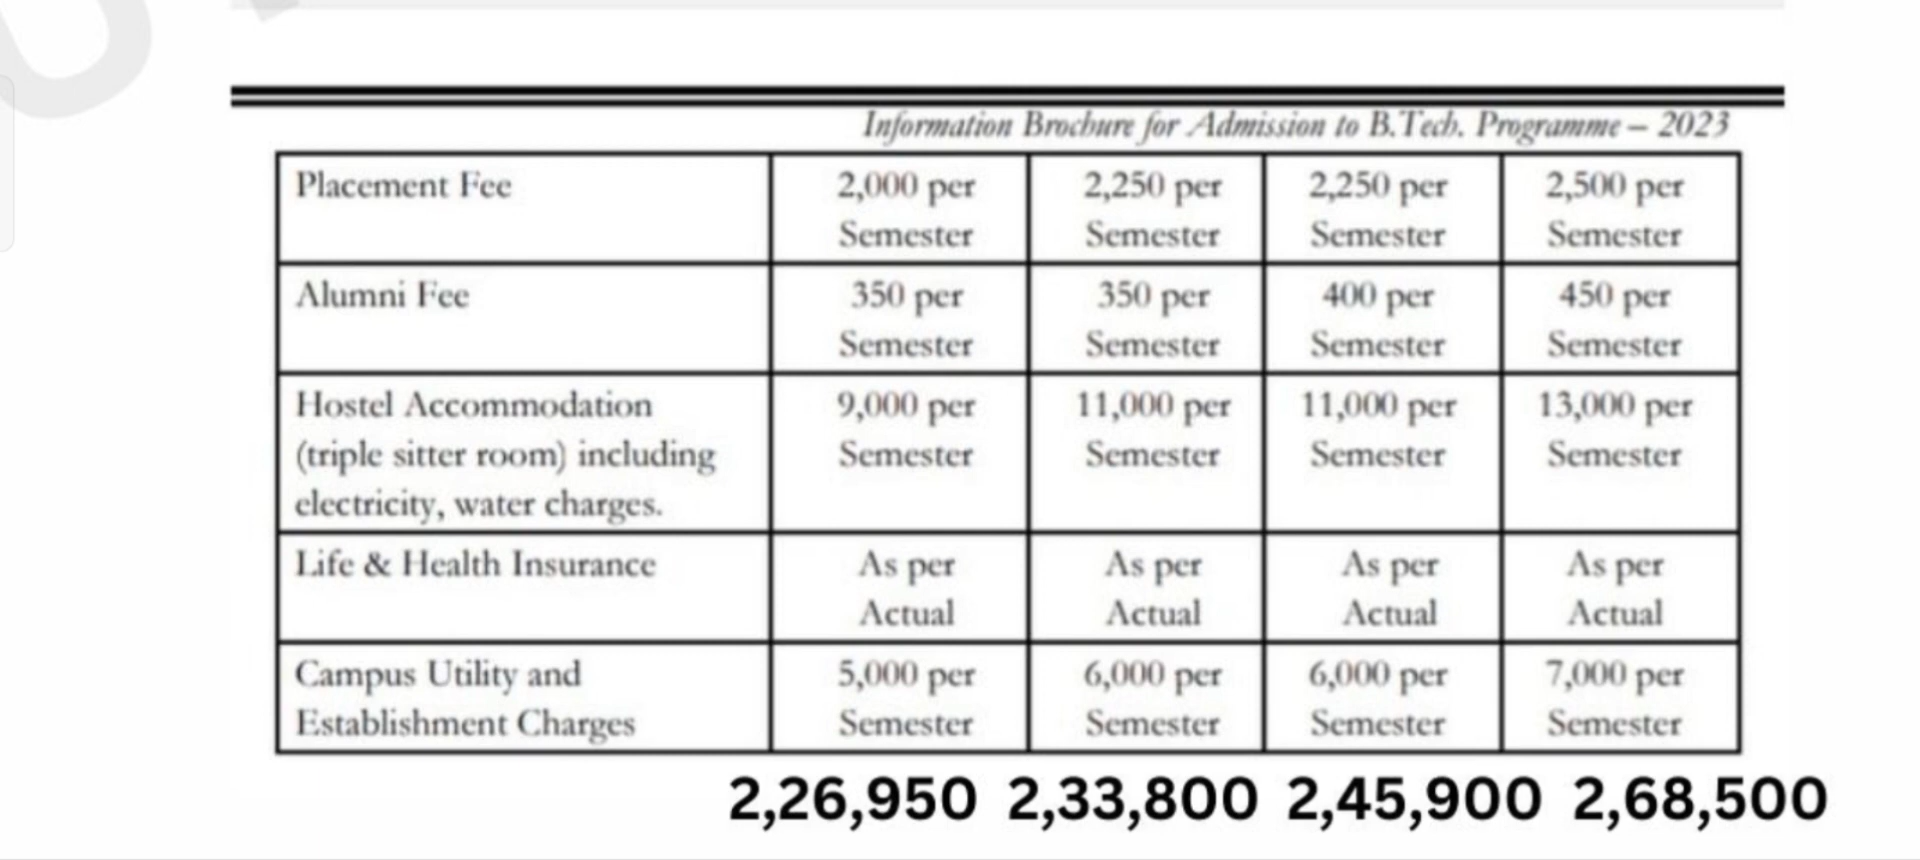 Information Brochure for Admission to B.Tech. Programme – 2023
Placement Fee 2,000 per Semester 2,250 per Semester 2,250 per Semester 2,500 per Semester
Alumni Fee 350 per Semester 350 per Semester 400 per Semester 450 per Semester
Hostel Accommodation (triple sitter room) including electricity, water charges. 9,000 per Semester 11,000 per Semester 11,000 per Semester 13,000 per Semester
Life & Health Insurance As per Actual As per Actual As per Actual As per Actual
Campus Utility and Establishment Charges 5,000 per Semester 6,000 per Semester 6,000 per Semester 7,000 per Semester
2,26,950 2,33,800 2,45,900 2,68,500